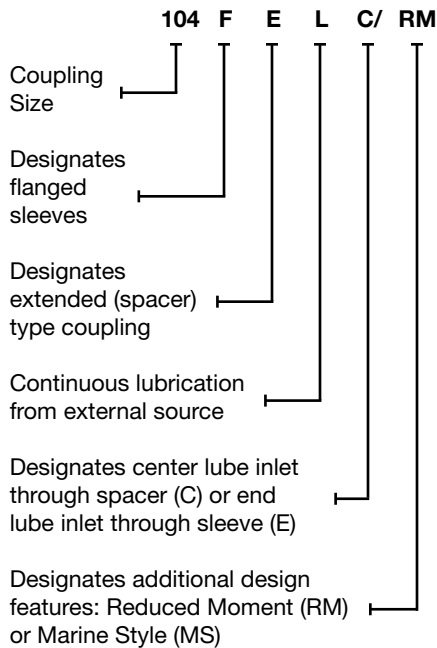 104 F E L C/ RM
Coupling
Size
Designates
flanged
sleeves
Designates
extended (spacer)
type coupling
Continuous lubrication
from external source
Designates center lube inlet
through spacer (C) or end
lube inlet through sleeve (E)
Designates additional design
features: Reduced Moment (RM)
or Marine Style (MS)